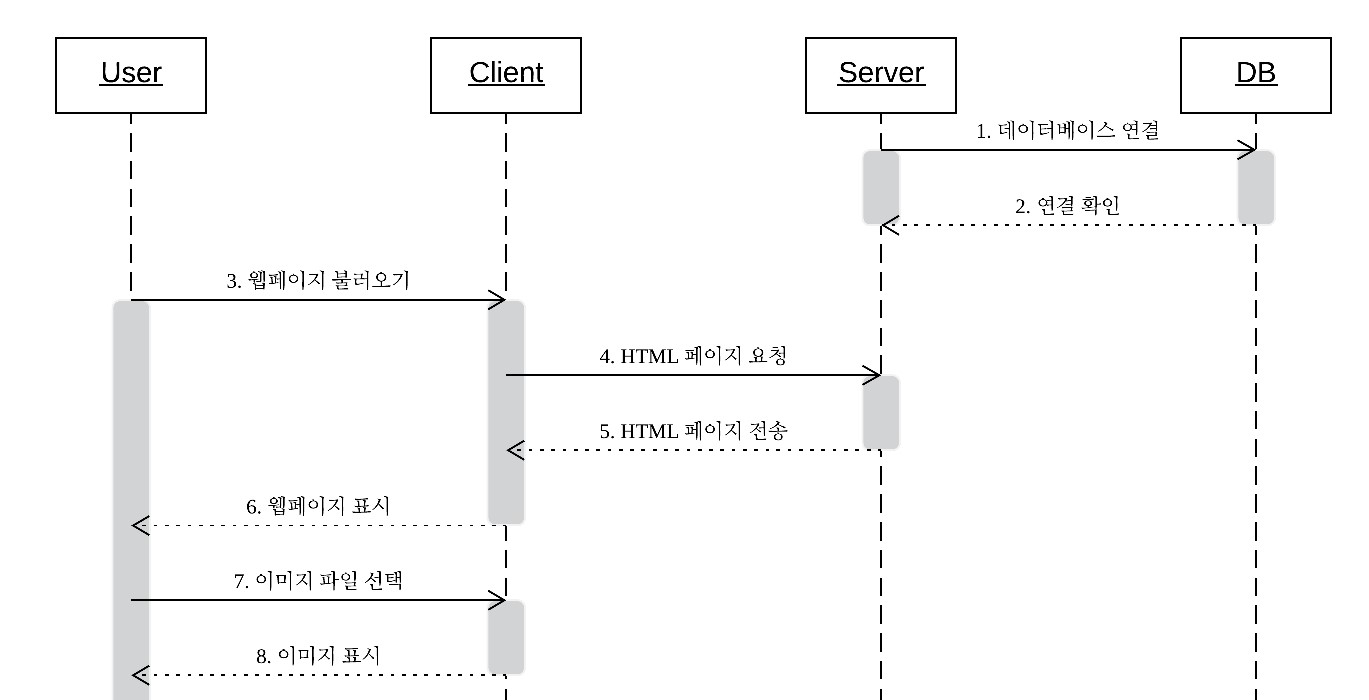 User
Client
Server
DB
1. 데이터베이스 연결
2. 연결 확인
3. 웹페이지 불러오기
4. HTML 페이지 요청
5. HTML 페이지 전송
6. 웹페이지 표시
7. 이미지 파일 선택
8. 이미지 표시